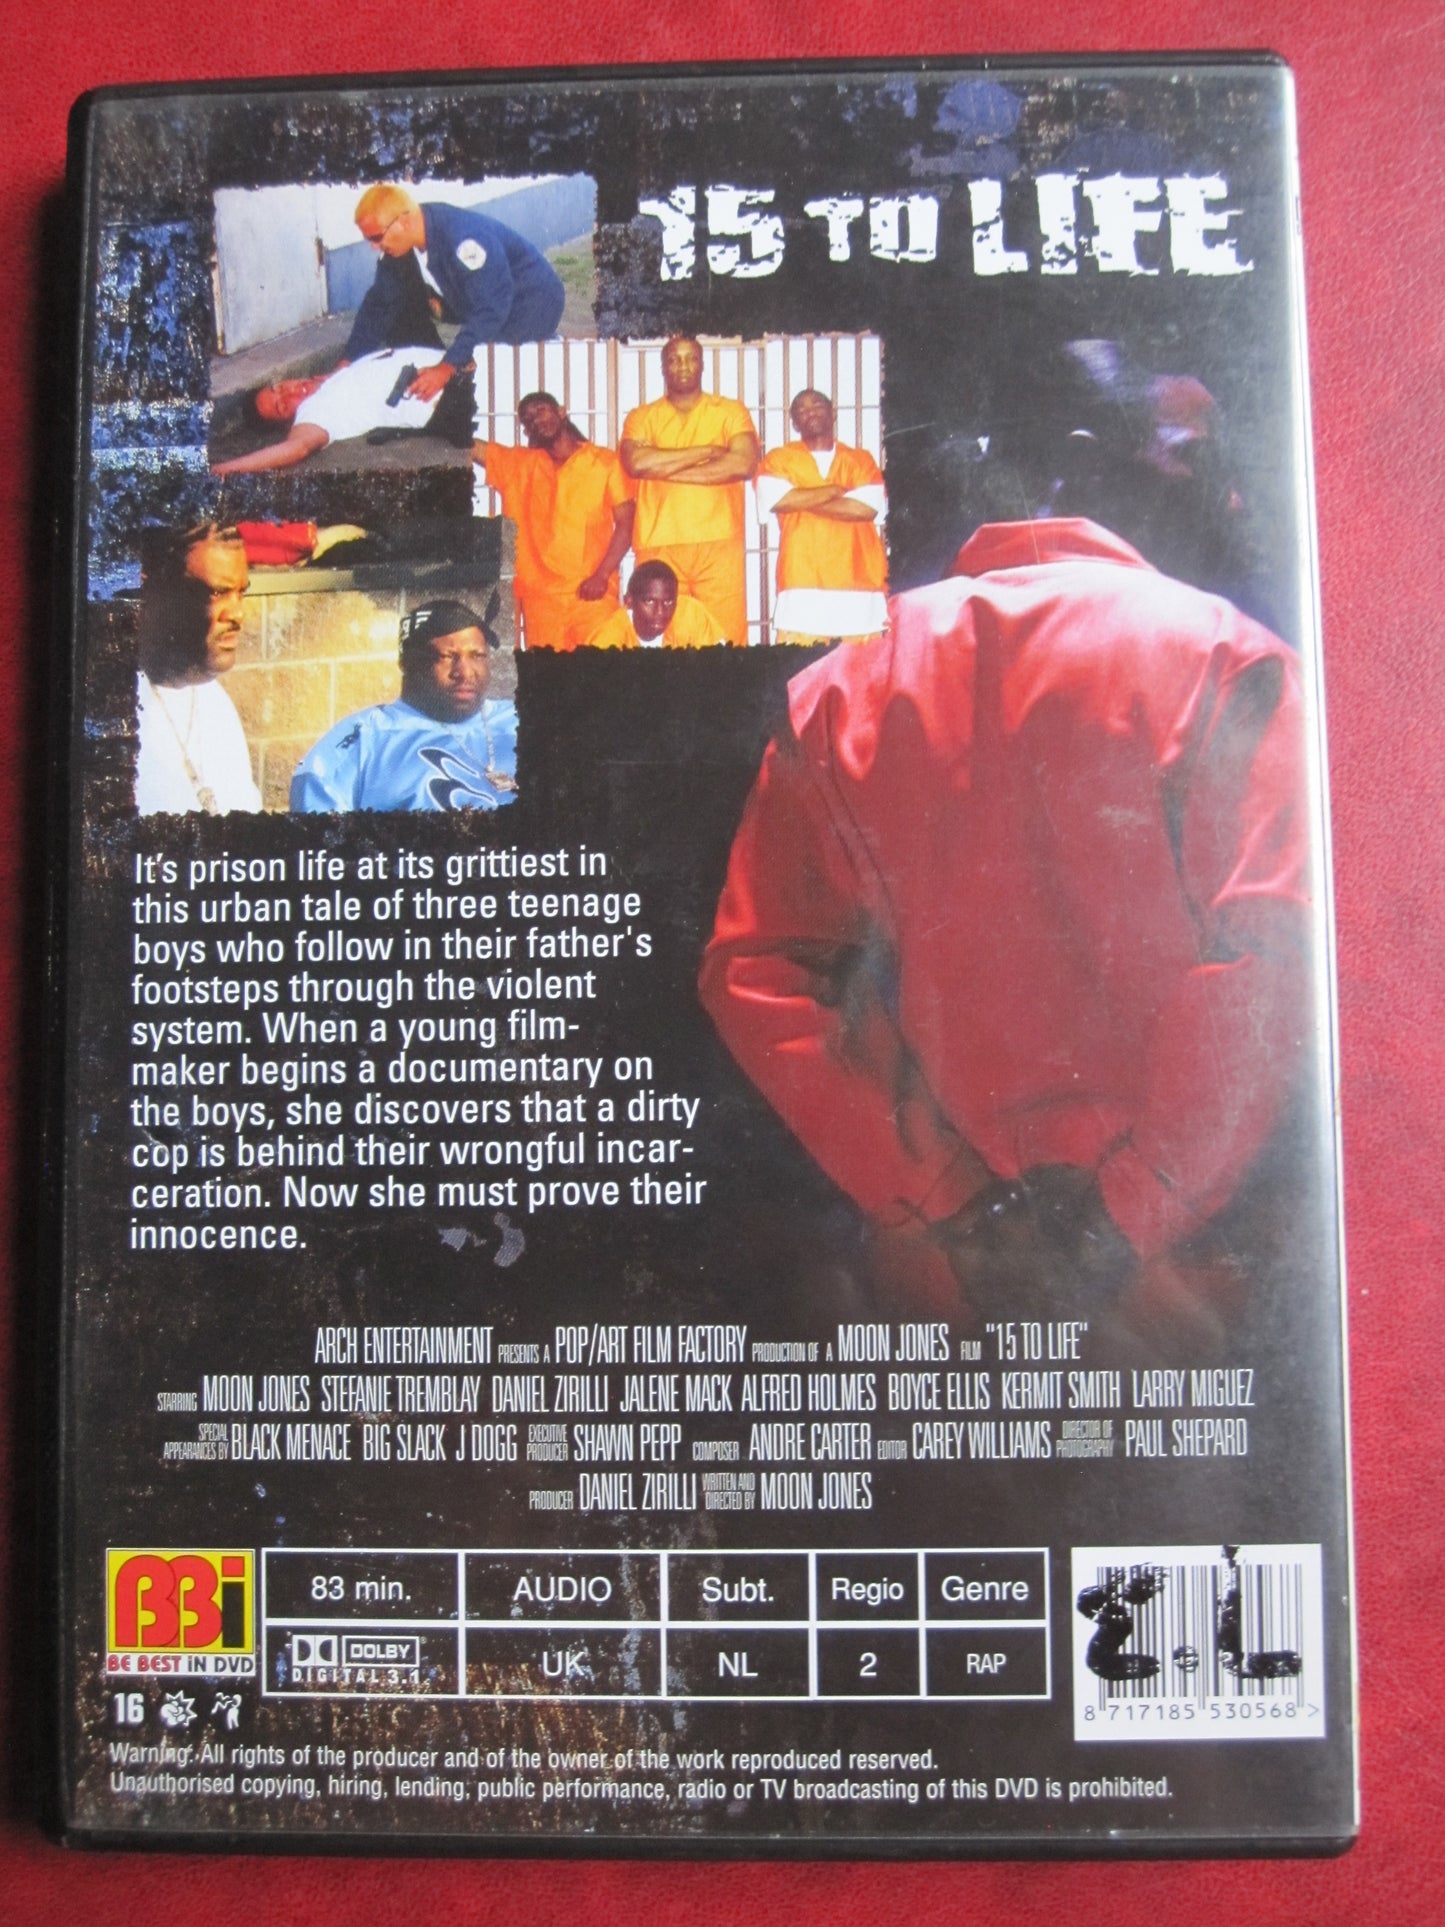 15 TO LIFE
It's prison life at its grittiest in
this urban tale of three teenage
boys who follow in their father's
footsteps through the violent
system. When a young film-
maker begins a documentary on
the boys, she discovers that a dirty
cop is behind their wrongful incar-
ceration. Now she must prove their
innocence.
ARCH ENTERTAINMENT PRESENTS A POP/ART FILM FACTORY PRODUCTION OF A MOON JONES FILM "15 TO LIFE"
STARRING MOON JONES STEFANIE TREMBLAY DANIEL ZIRILLI JALENE MACK ALFRED HOLMES BOYCE ELLIS KERMIT SMITH LARRY MIGUEZ
SPECIAL APPEARANCES BY BLACK MENACE BIG SLACK J DOGG EXECUTIVE PRODUCER SHAWN PEPP COMPOSER ANDRE CARTER EDITOR CAREY WILLIAMS DIRECTOR OF PHOTOGRAPHY PAUL SHEPARD
PRODUCER DANIEL ZIRILLI WRITTEN AND DIRECTED BY MOON JONES
BBi
BE BEST iN DVD
83 min. AUDIO Subt. Regio Genre
DOLBY DIGITAL 3.1 UK NL 2 RAP
E.L
8 717185 530568 >
16
Warning: All rights of the producer and of the owner of the work reproduced reserved.
Unauthorised copying, hiring, lending, public performance, radio or TV broadcasting of this DVD is prohibited.